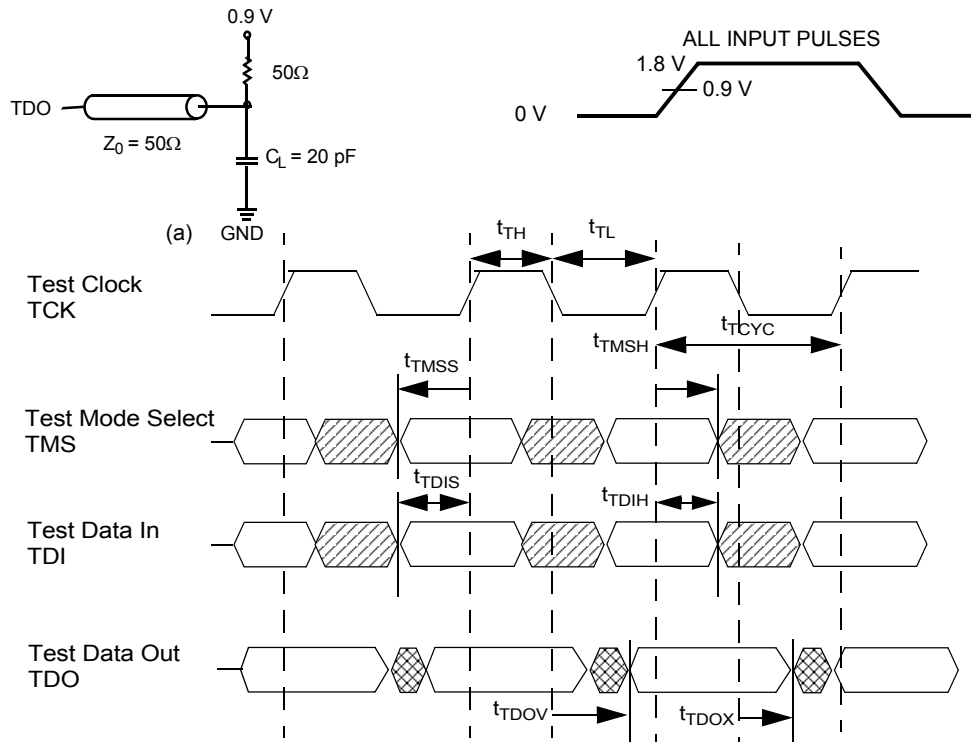 0.9 V
50Ω
TDO
Z0 = 50Ω
CL = 20 pF
(a) GND
ALL INPUT PULSES
1.8 V
0.9 V
0 V
tTH
tTL
Test Clock
TCK
tTCYC
tTMSH
tTMSS
Test Mode Select
TMS
tTDIS
tTDIH
Test Data In
TDI
Test Data Out
TDO
tTDOV
tTDOX